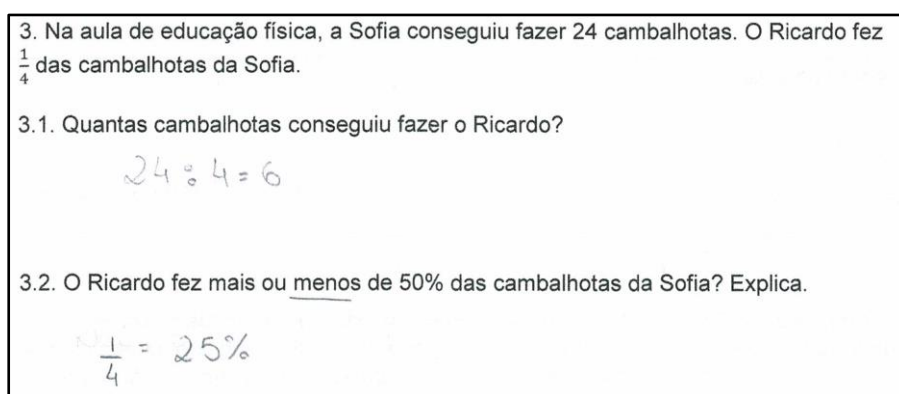 3. Na aula de educação física, a Sofia conseguiu fazer 24 cambalhotas. O Ricardo fez
1/4 das cambalhotas da Sofia.
3.1. Quantas cambalhotas conseguiu fazer o Ricardo?
24 : 4 = 6
3.2. O Ricardo fez mais ou menos de 50% das cambalhotas da Sofia? Explica.
1/4 = 25%